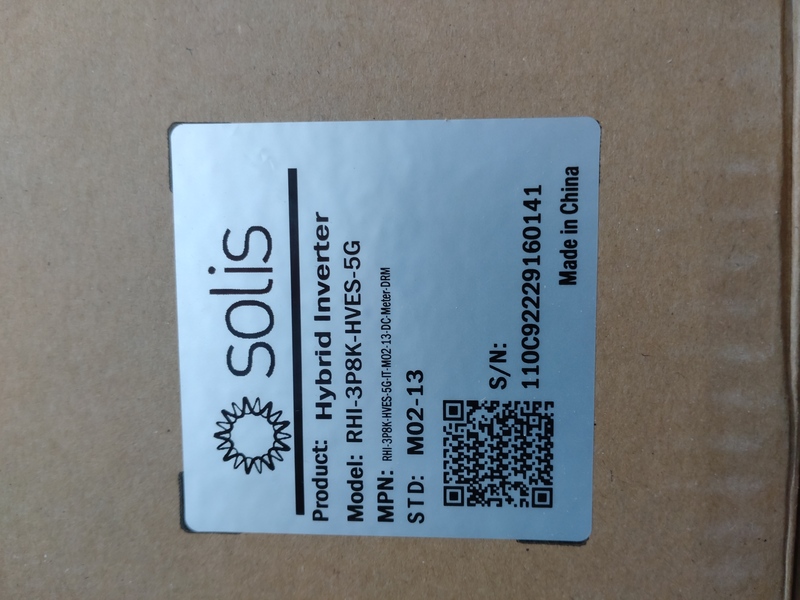 solis
Product: Hybrid Inverter
Model: RHI-3P8K-HVES-5G
MPN: RHI-3P8K-HVES-5G-IT-M02-13-DC-Meter-DRM
STD: M02-13
S/N:
110C92229160141
Made in China